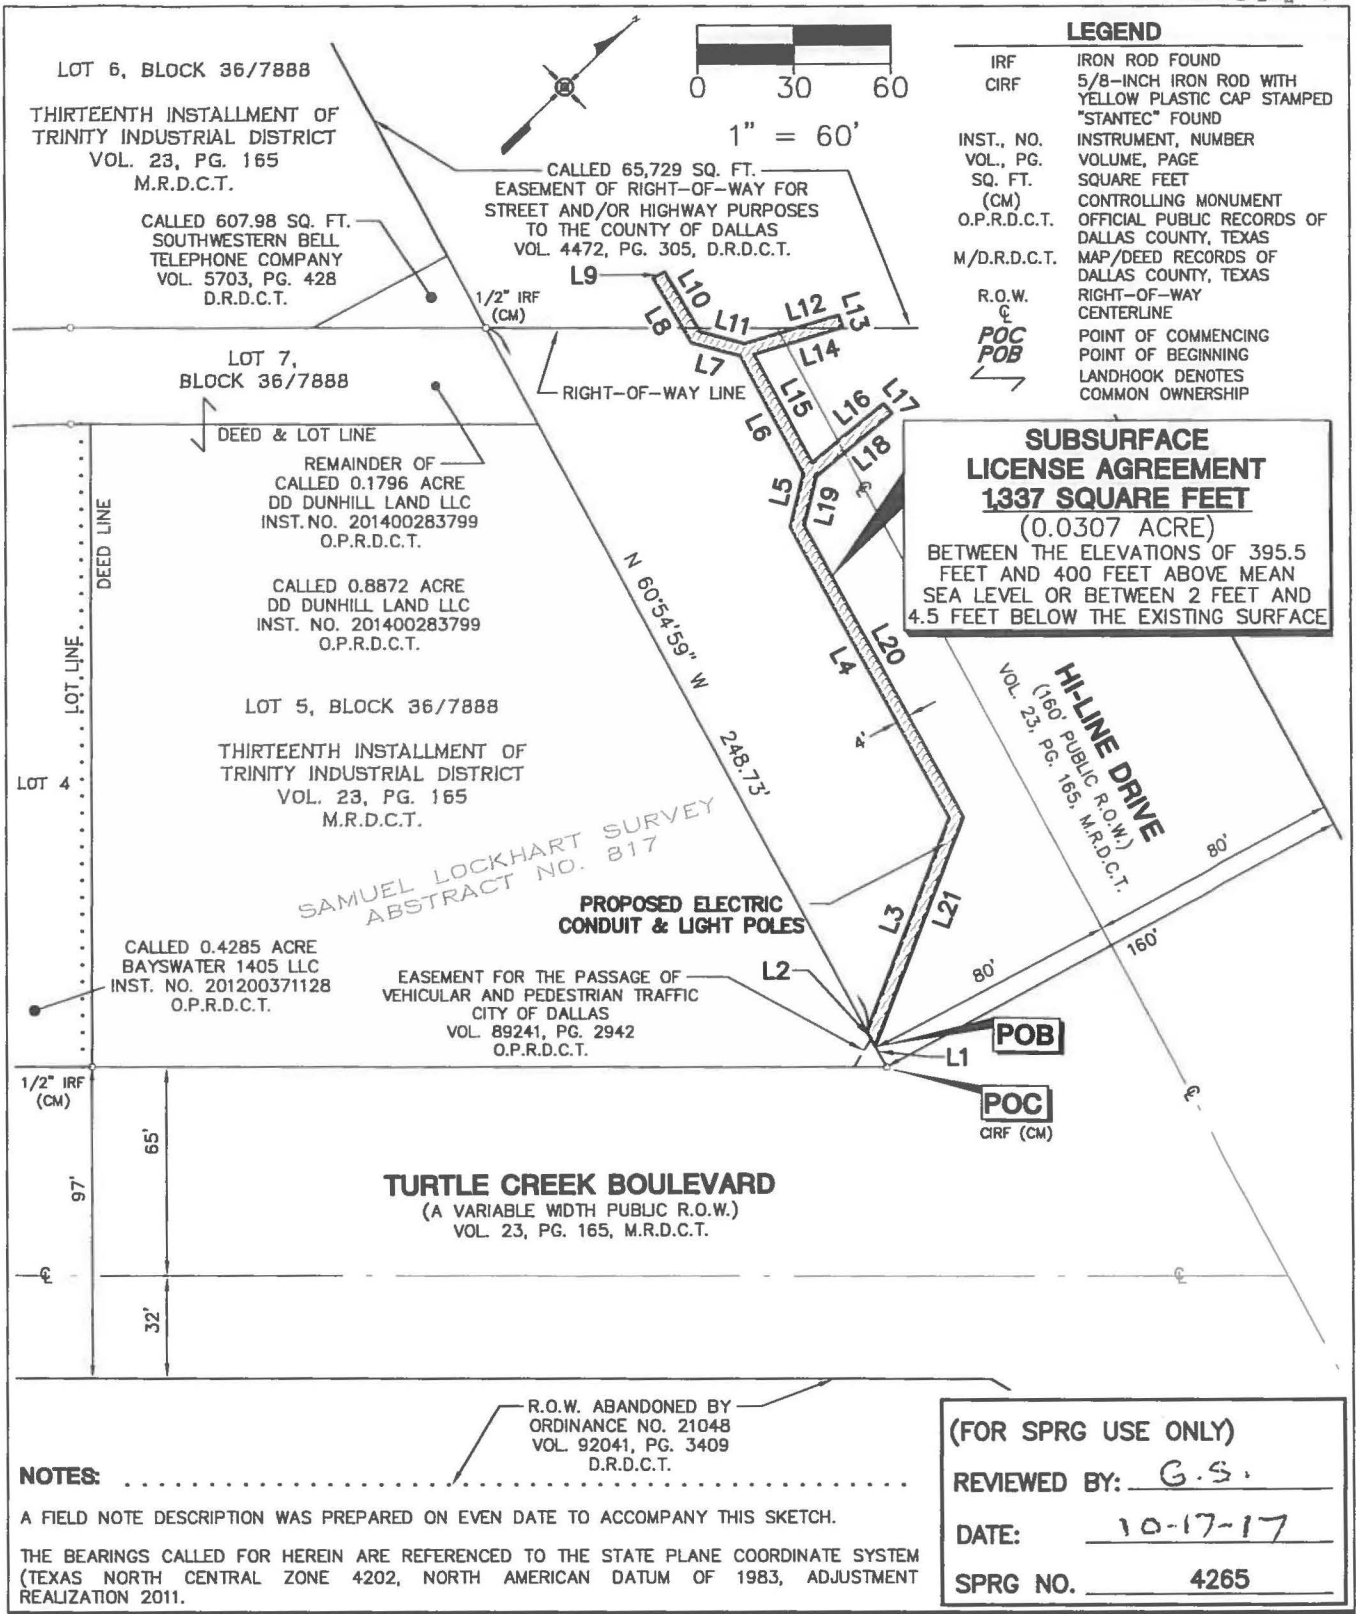 LOT 6, BLOCK 36/7888
THIRTEENTH INSTALLMENT OF
TRINITY INDUSTRIAL DISTRICT
VOL. 23, PG. 165
M.R.D.C.T.
CALLED 607.98 SQ. FT.
SOUTHWESTERN BELL
TELEPHONE COMPANY
VOL. 5703, PG. 428
D.R.D.C.T.
0 30 60
1" = 60'
CALLED 65,729 SQ. FT.
EASEMENT OF RIGHT-OF-WAY FOR
STREET AND/OR HIGHWAY PURPOSES
TO THE COUNTY OF DALLAS
VOL. 4472, PG. 305, D.R.D.C.T.
LEGEND
IRF IRON ROD FOUND
CIRF 5/8-INCH IRON ROD WITH
YELLOW PLASTIC CAP STAMPED
"STANTEC" FOUND
INST., NO. INSTRUMENT, NUMBER
VOL., PG. VOLUME, PAGE
SQ. FT. SQUARE FEET
(CM) CONTROLLING MONUMENT
O.P.R.D.C.T. OFFICIAL PUBLIC RECORDS OF
DALLAS COUNTY, TEXAS
M/D.R.D.C.T. MAP/DEED RECORDS OF
DALLAS COUNTY, TEXAS
R.O.W. RIGHT-OF-WAY
℄ CENTERLINE
POC POINT OF COMMENCING
POB POINT OF BEGINNING
LANDHOOK DENOTES
COMMON OWNERSHIP
L9
L10
L8
L11
L7
L12
L13
L14
1/2" IRF
(CM)
RIGHT-OF-WAY LINE
LOT 7,
BLOCK 36/7888
DEED & LOT LINE
L15
L6
L16
L17
L18
L5
L19
℄
SUBSURFACE
LICENSE AGREEMENT
1,337 SQUARE FEET
(0.0307 ACRE)
BETWEEN THE ELEVATIONS OF 395.5
FEET AND 400 FEET ABOVE MEAN
SEA LEVEL OR BETWEEN 2 FEET AND
4.5 FEET BELOW THE EXISTING SURFACE
REMAINDER OF
CALLED 0.1796 ACRE
DD DUNHILL LAND LLC
INST. NO. 201400283799
O.P.R.D.C.T.
DEED LINE
CALLED 0.8872 ACRE
DD DUNHILL LAND LLC
INST. NO. 201400283799
O.P.R.D.C.T.
N 60°54'59" W
248.73'
L20
L4
4'
LOT LINE
LOT 5, BLOCK 36/7888
THIRTEENTH INSTALLMENT OF
TRINITY INDUSTRIAL DISTRICT
VOL. 23, PG. 165
M.R.D.C.T.
LOT 4
HI-LINE DRIVE
(160' PUBLIC R.O.W.)
VOL. 23, PG. 165, M.R.D.C.T.
SAMUEL LOCKHART SURVEY
ABSTRACT NO. 817
80'
80'
160'
PROPOSED ELECTRIC
CONDUIT & LIGHT POLES
L3
L21
CALLED 0.4285 ACRE
BAYSWATER 1405 LLC
INST. NO. 201200371128
O.P.R.D.C.T.
EASEMENT FOR THE PASSAGE OF
VEHICULAR AND PEDESTRIAN TRAFFIC
CITY OF DALLAS
VOL. 89241, PG. 2942
O.P.R.D.C.T.
L2
POB
L1
POC
CIRF (CM)
1/2" IRF
(CM)
65'
97'
32'
TURTLE CREEK BOULEVARD
(A VARIABLE WIDTH PUBLIC R.O.W.)
VOL. 23, PG. 165, M.R.D.C.T.
℄
℄
℄
R.O.W. ABANDONED BY
ORDINANCE NO. 21048
VOL. 92041, PG. 3409
D.R.D.C.T.
NOTES:
A FIELD NOTE DESCRIPTION WAS PREPARED ON EVEN DATE TO ACCOMPANY THIS SKETCH.
THE BEARINGS CALLED FOR HEREIN ARE REFERENCED TO THE STATE PLANE COORDINATE SYSTEM
(TEXAS NORTH CENTRAL ZONE 4202, NORTH AMERICAN DATUM OF 1983, ADJUSTMENT
REALIZATION 2011.
(FOR SPRG USE ONLY)
REVIEWED BY: G.S.
DATE: 10-17-17
SPRG NO. 4265